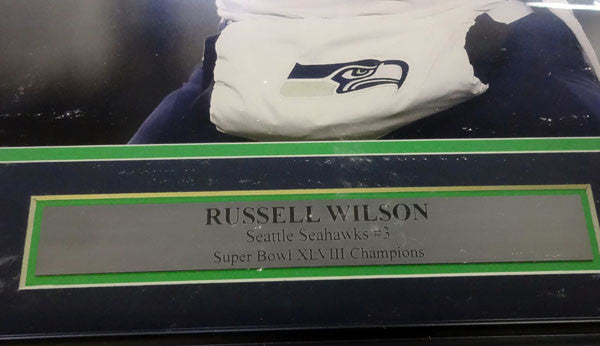 RUSSELL WILSON
Seattle Seahawks #3
Super Bowl XLVIII Champions